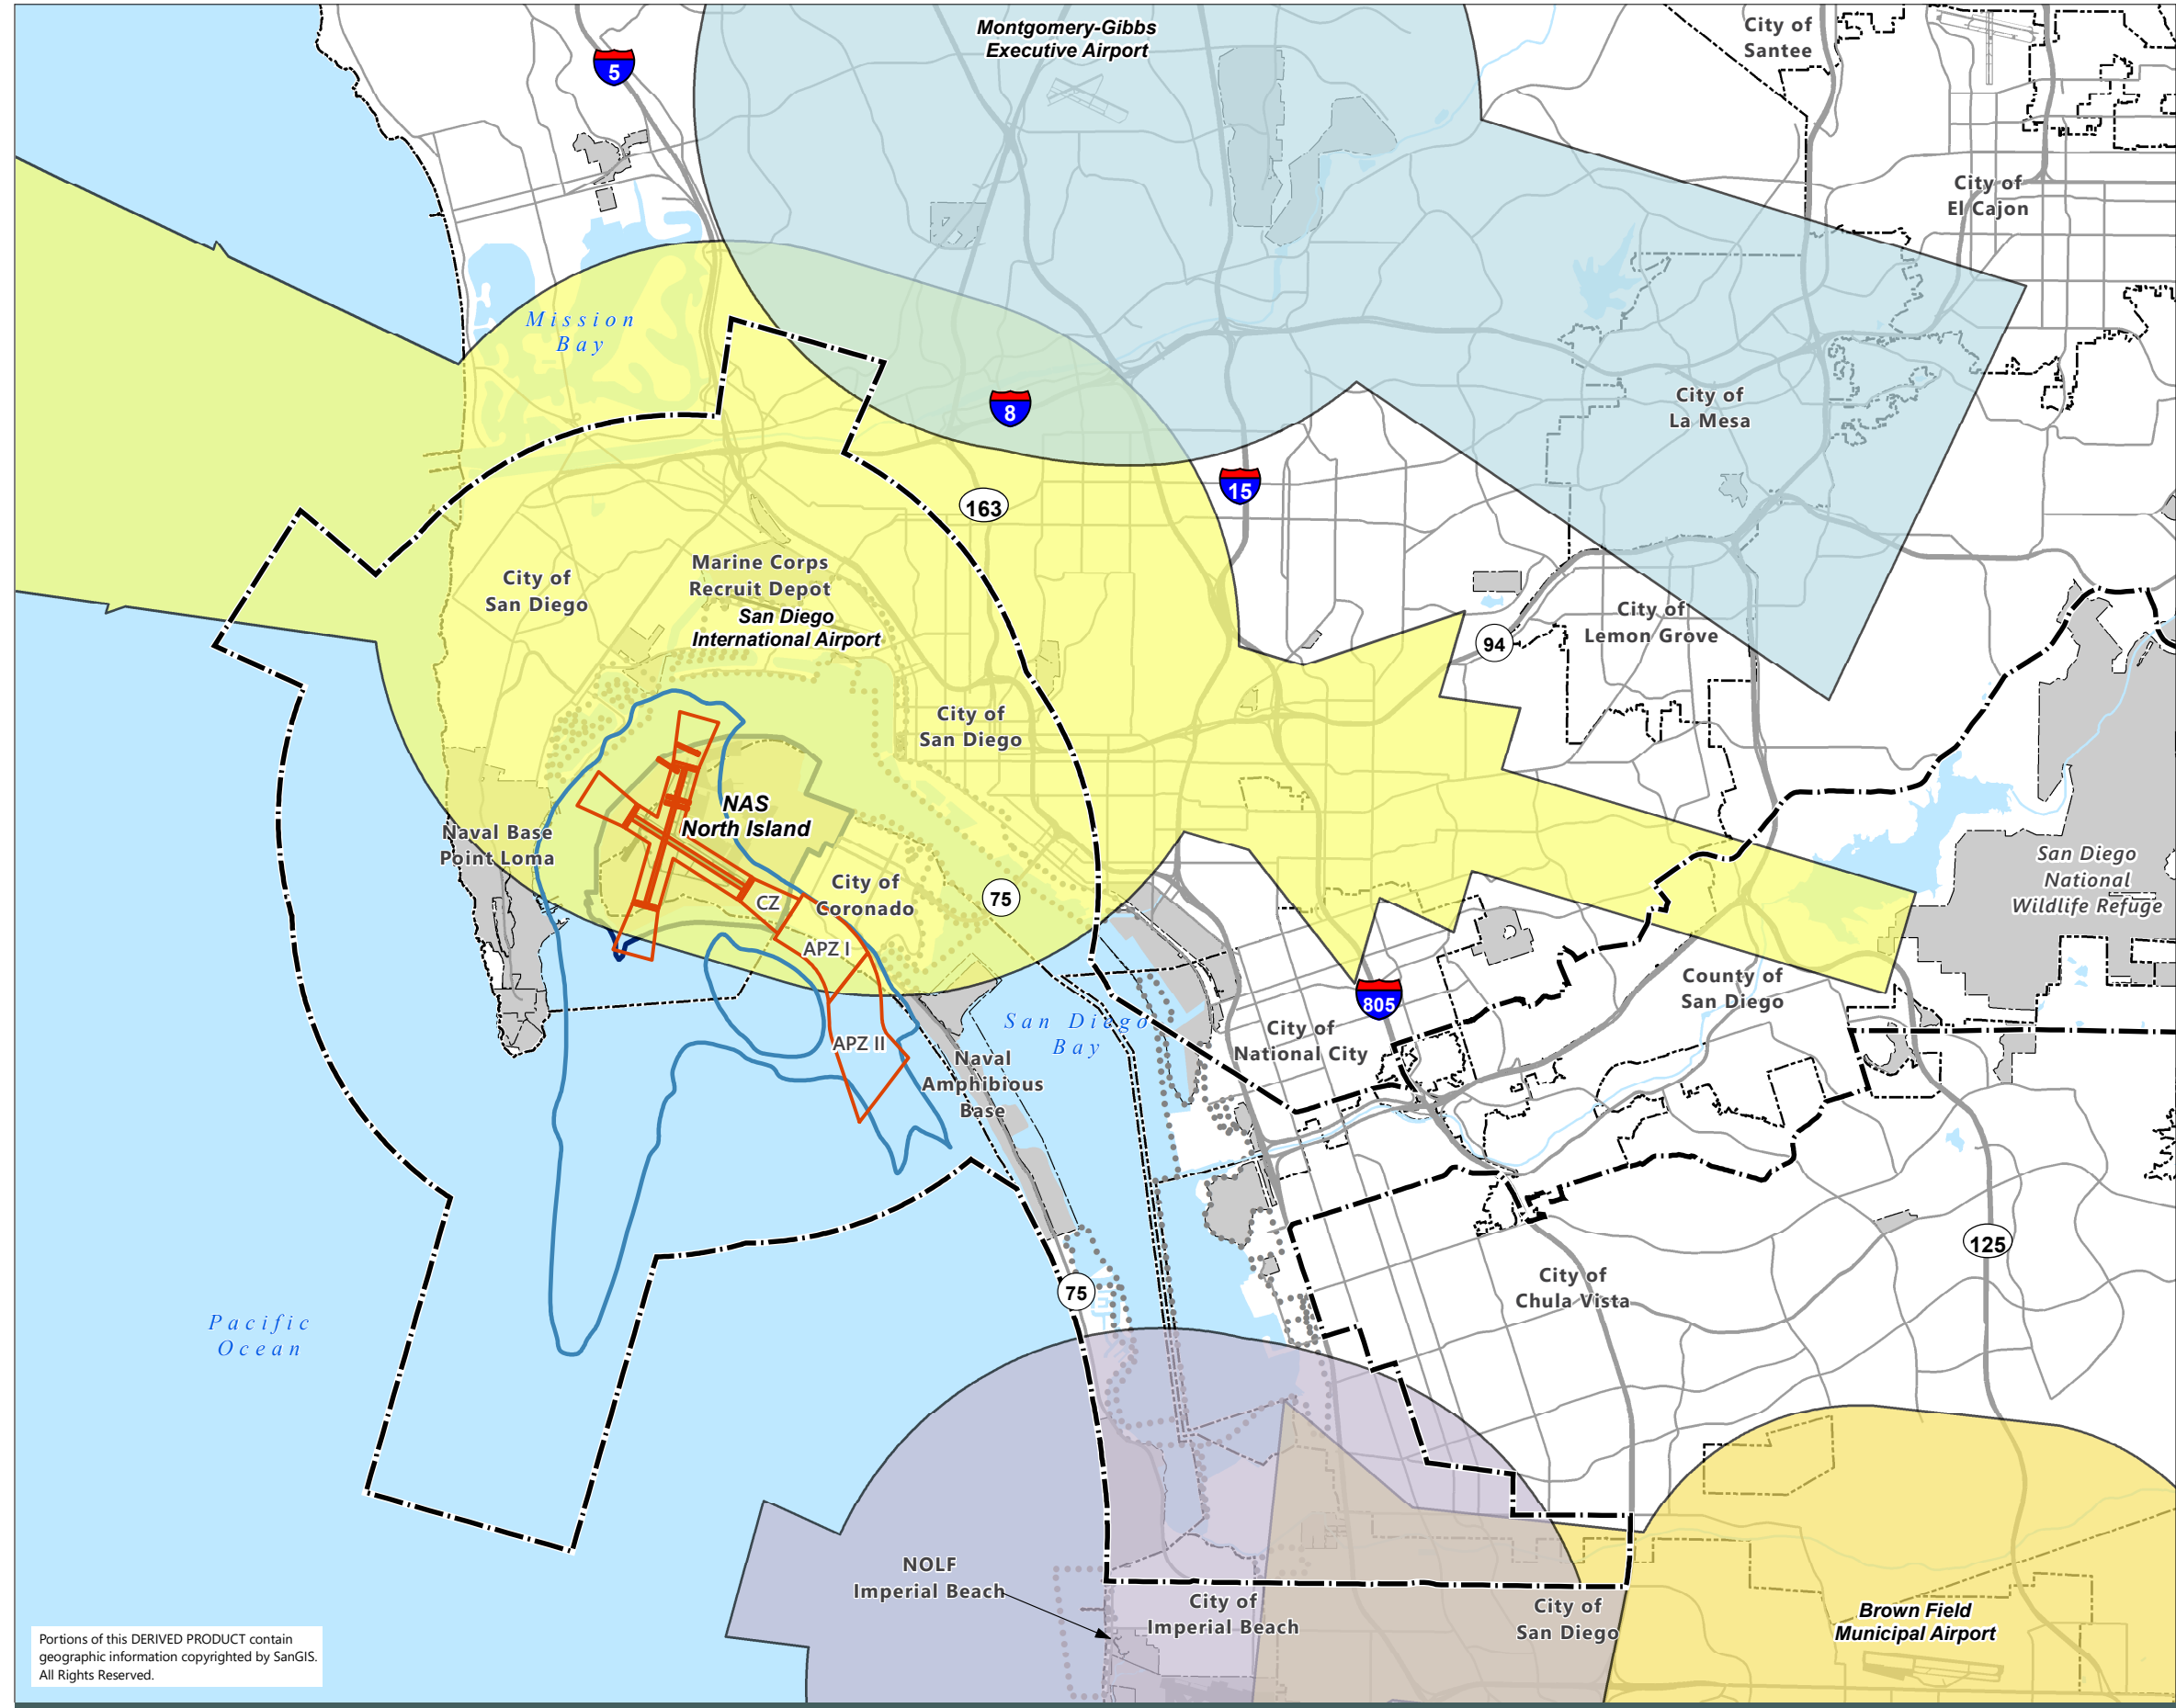 Montgomery-Gibbs
Executive Airport
City of
Santee
5
City of
El Cajon
Mission
Bay
8
City of
La Mesa
15
163
Marine Corps
Recruit Depot
City of
San Diego
San Diego
International Airport
City of
Lemon Grove
94
City of
San Diego
NAS
North Island
Naval Base
Point Loma
City of
Coronado
75
CZ
APZ I
San Diego
National
Wildlife Refuge
County of
San Diego
805
San Diego
Bay
City of
National City
APZ II
Naval
Amphibious
Base
125
City of
Chula Vista
75
Pacific
Ocean
NOLF
Imperial Beach
City of
Imperial Beach
City of
San Diego
Brown Field
Municipal Airport
Portions of this DERIVED PRODUCT contain
geographic information copyrighted by SanGIS.
All Rights Reserved.